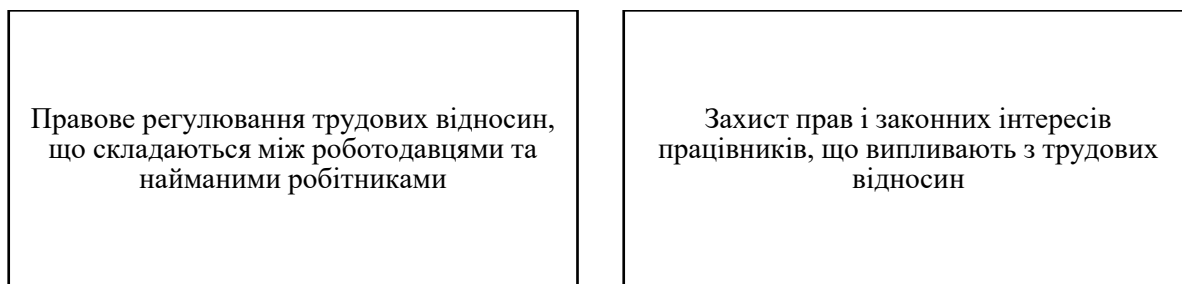 Правове регулювання трудових відносин,
що складаються між роботодавцями та
найманими робітниками
Захист прав і законних інтересів
працівників, що випливають з трудових
відносин